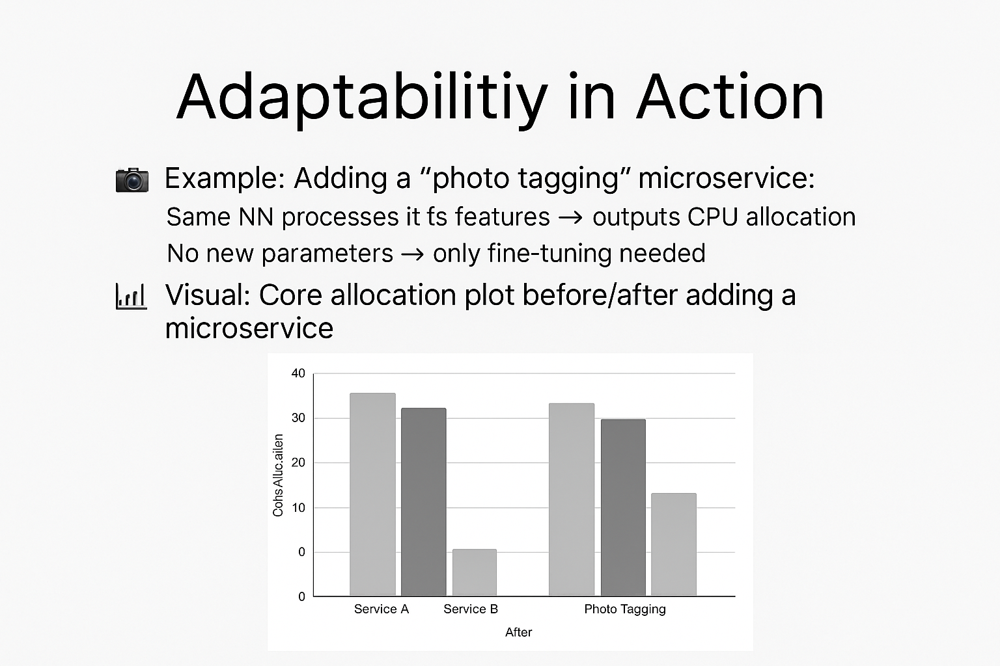 Adaptabilitiy in Action
Example: Adding a “photo tagging” microservice:
Same NN processes it fs features → outputs CPU allocation
No new parameters → only fine-tuning needed
Visual: Core allocation plot before/after adding a
microservice
40
30
20
10
0
0
Cohs Alluc.ailen
Service A
Service B
Photo Tagging
After